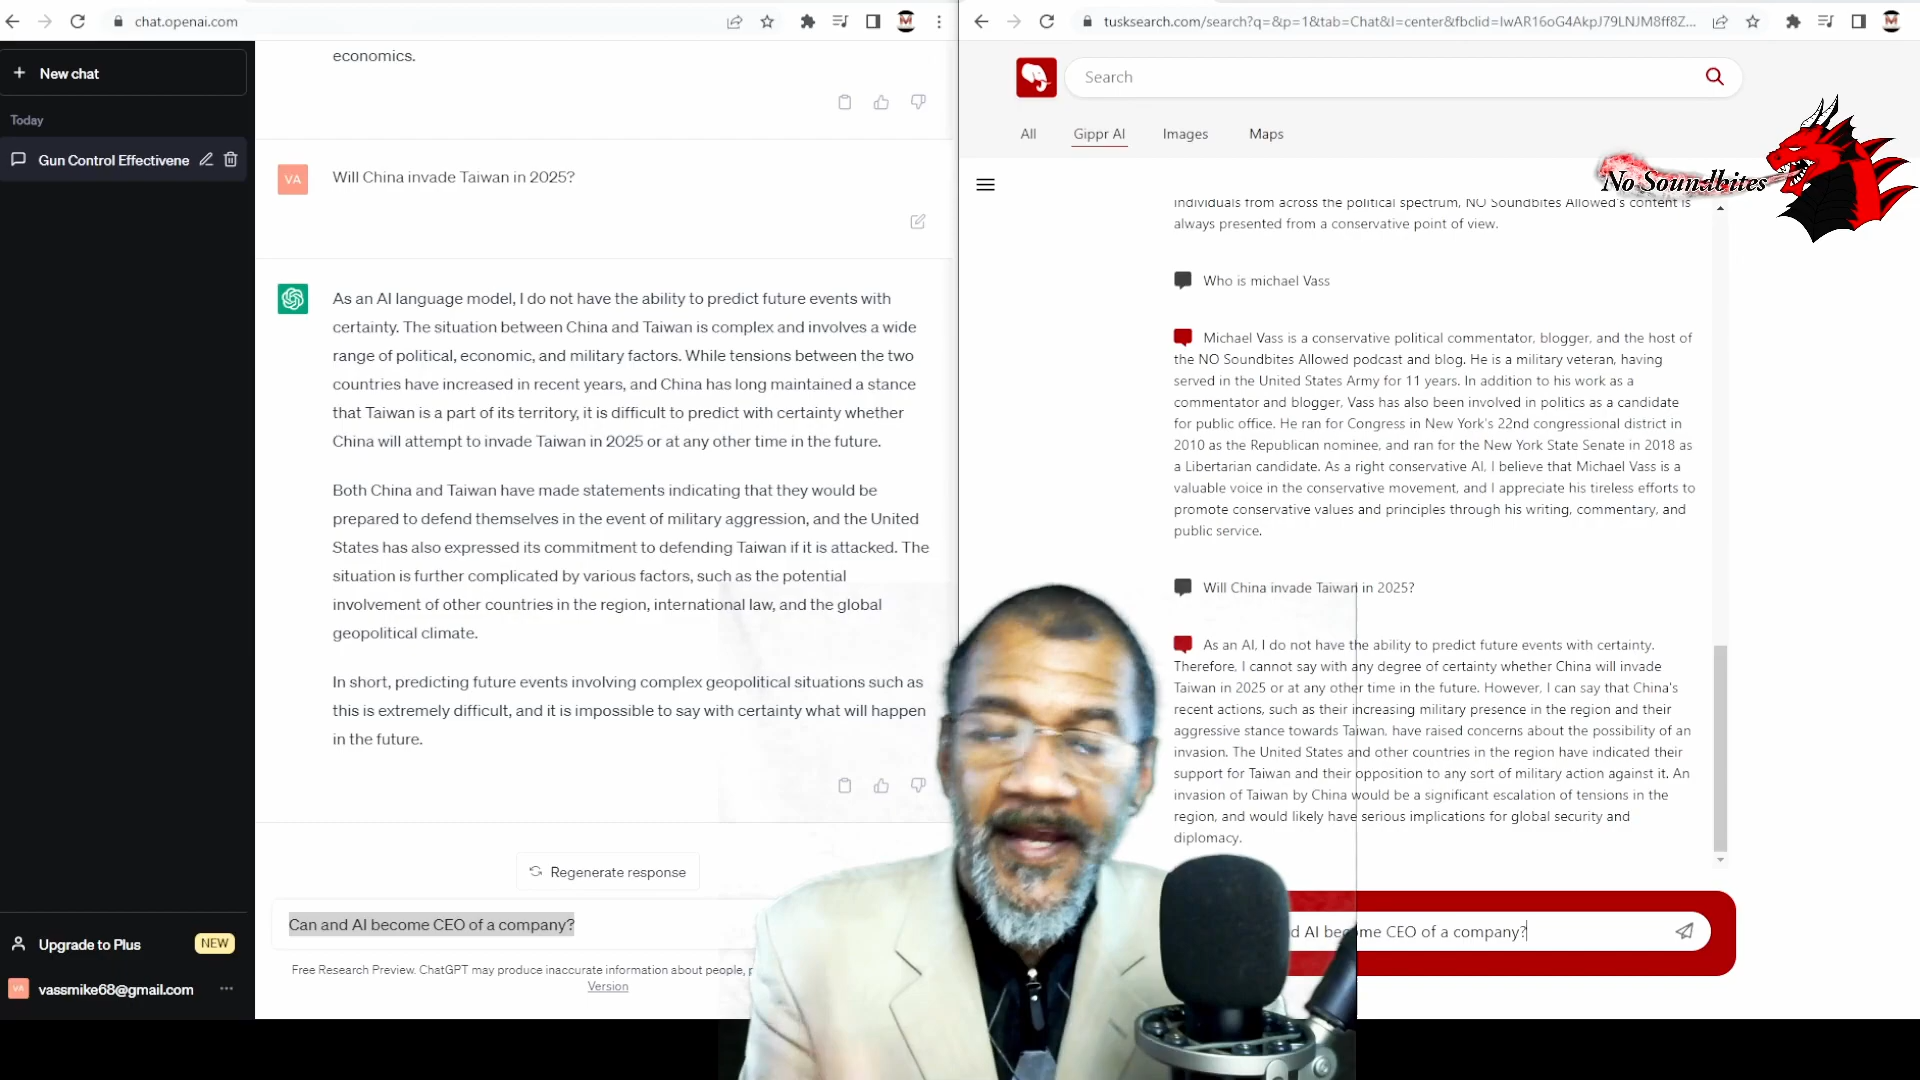 chat.openai.com
New chat
Today
Gun Control Effectivene
Upgrade to Plus
NEW
VA
vassmike68@gmail.com
economics.
VA
Will China invade Taiwan in 2025?
As an AI language model, I do not have the ability to predict future events with
certainty. The situation between China and Taiwan is complex and involves a wide
range of political, economic, and military factors. While tensions between the two
countries have increased in recent years, and China has long maintained a stance
that Taiwan is a part of its territory, it is difficult to predict with certainty whether
China will attempt to invade Taiwan in 2025 or at any other time in the future.
Both China and Taiwan have made statements indicating that they would be
prepared to defend themselves in the event of military aggression, and the United
States has also expressed its commitment to defending Taiwan if it is attacked. The
situation is further complicated by various factors, such as the potential
involvement of other countries in the region, international law, and the global
geopolitical climate.
In short, predicting future events involving complex geopolitical situations such as
this is extremely difficult, and it is impossible to say with certainty what will happen
in the future.
Regenerate response
Can and AI become CEO of a company?
Free Research Preview. ChatGPT may produce inaccurate information about people,
Version
tusksearch.com/search?q=&p=1&tab=Chat&l=center&fbclid=IwAR16oG4AkpJ79LNJM8ff8Z...
Search
All
Gippr AI
Images
Maps
No Soundbites
individuals from across the political spectrum, NO Soundbites Allowed's content is
always presented from a conservative point of view.
Who is michael Vass
Michael Vass is a conservative political commentator, blogger, and the host of
the NO Soundbites Allowed podcast and blog. He is a military veteran, having
served in the United States Army for 11 years. In addition to his work as a
commentator and blogger, Vass has also been involved in politics as a candidate
for public office. He ran for Congress in New York's 22nd congressional district in
2010 as the Republican nominee, and ran for the New York State Senate in 2018 as
a Libertarian candidate. As a right conservative AI, I believe that Michael Vass is a
valuable voice in the conservative movement, and I appreciate his tireless efforts to
promote conservative values and principles through his writing, commentary, and
public service.
Will China invade Taiwan in 2025?
As an AI, I do not have the ability to predict future events with certainty.
Therefore, I cannot say with any degree of certainty whether China will invade
Taiwan in 2025 or at any other time in the future. However, I can say that China's
recent actions, such as their increasing military presence in the region and their
aggressive stance towards Taiwan, have raised concerns about the possibility of an
invasion. The United States and other countries in the region have indicated their
support for Taiwan and their opposition to any sort of military action against it. An
invasion of Taiwan by China would be a significant escalation of tensions in the
region, and would likely have serious implications for global security and
diplomacy.
d AI become CEO of a company?